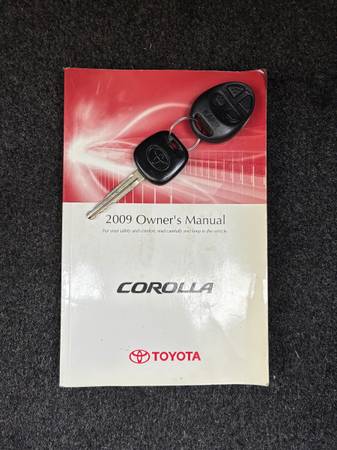 2009 Owner's Manual
For your safety and comfort, read carefully and keep in the vehicle.
COROLLA
TOYOTA